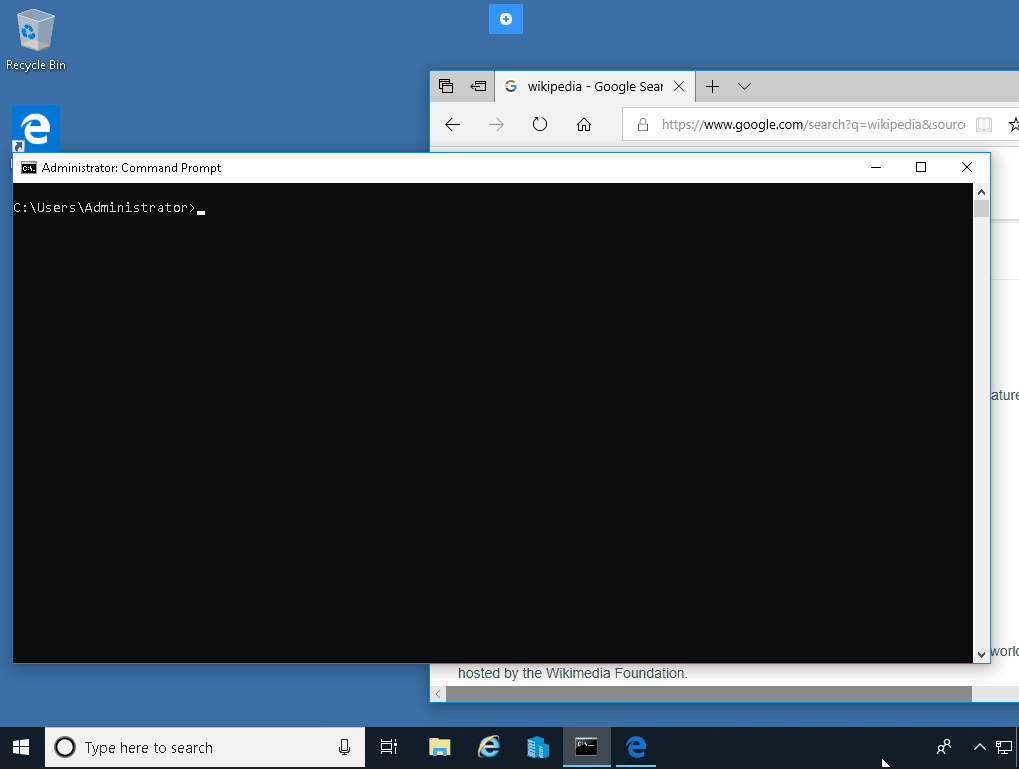 Recycle Bin
wikipedia - Google Sear
https://www.google.com/search?q=wikipedia&sourc
Administrator: Command Prompt
C:\Users\Administrator>
ature
world
hosted by the Wikimedia Foundation.
Type here to search